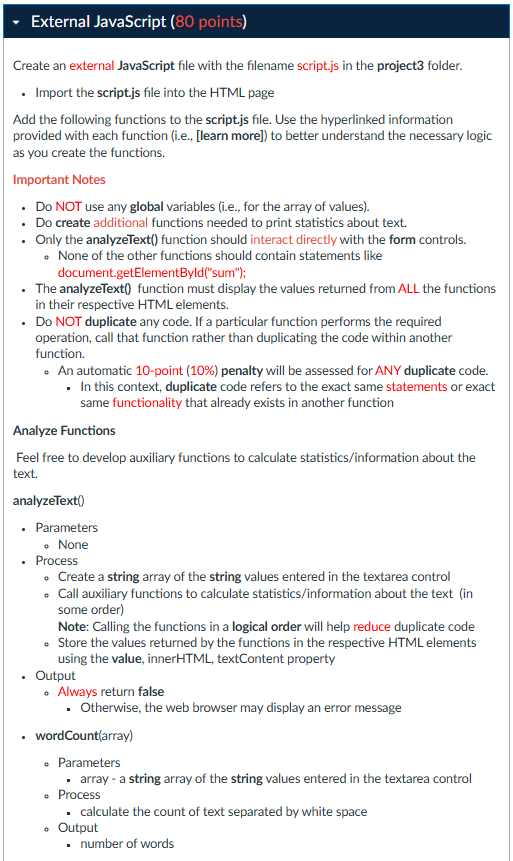 External JavaScript (80 points)
Create an external JavaScript file with the filename script.js in the project3 folder.
• Import the script.js file into the HTML page
Add the following functions to the script.js file. Use the hyperlinked information
provided with each function (i.e., [learn more]) to better understand the necessary logic
as you create the functions.
Important Notes
• Do NOT use any global variables (i.e., for the array of values).
• Do create additional functions needed to print statistics about text.
• Only the analyzeText() function should interact directly with the form controls.
◦ None of the other functions should contain statements like
document.getElementById("sum");
• The analyzeText() function must display the values returned from ALL the functions
in their respective HTML elements.
• Do NOT duplicate any code. If a particular function performs the required
operation, call that function rather than duplicating the code within another
function.
◦ An automatic 10-point (10%) penalty will be assessed for ANY duplicate code.
▪ In this context, duplicate code refers to the exact same statements or exact
same functionality that already exists in another function
Analyze Functions
Feel free to develop auxiliary functions to calculate statistics/information about the
text.
analyzeText()
• Parameters
◦ None
• Process
◦ Create a string array of the string values entered in the textarea control
◦ Call auxiliary functions to calculate statistics/information about the text (in
some order)
Note: Calling the functions in a logical order will help reduce duplicate code
◦ Store the values returned by the functions in the respective HTML elements
using the value, innerHTML, textContent property
• Output
◦ Always return false
▪ Otherwise, the web browser may display an error message
• wordCount(array)
◦ Parameters
▪ array - a string array of the string values entered in the textarea control
◦ Process
▪ calculate the count of text separated by white space
◦ Output
▪ number of words